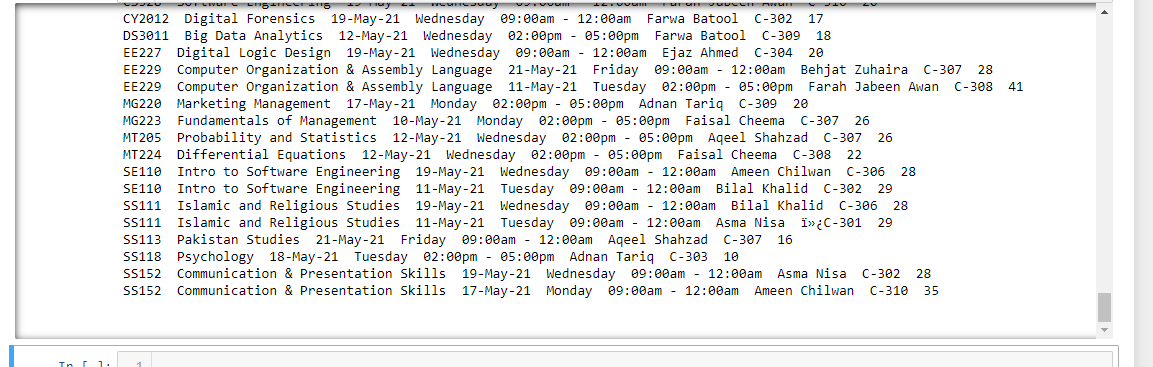 CY2012 Digital Forensics 19-May-21 Wednesday 09:00am - 12:00am Farwa Batool C-302 17
DS3011 Big Data Analytics 12-May-21 Wednesday 02:00pm - 05:00pm Farwa Batool C-309 18
EE227 Digital Logic Design 19-May-21 Wednesday 09:00am - 12:00am Ejaz Ahmed C-304 20
EE229 Computer Organization & Assembly Language 21-May-21 Friday 09:00am - 12:00am Behjat Zuhaira C-307 28
EE229 Computer Organization & Assembly Language 11-May-21 Tuesday 02:00pm - 05:00pm Farah Jabeen Awan C-308 41
MG220 Marketing Management 17-May-21 Monday 02:00pm - 05:00pm Adnan Tariq C-309 20
MG223 Fundamentals of Management 10-May-21 Monday 02:00pm - 05:00pm Faisal Cheema C-307 26
MT205 Probability and Statistics 12-May-21 Wednesday 02:00pm - 05:00pm Aqeel Shahzad C-307 26
MT224 Differential Equations 12-May-21 Wednesday 02:00pm - 05:00pm Faisal Cheema C-308 22
SE110 Intro to Software Engineering 19-May-21 Wednesday 09:00am - 12:00am Ameen Chilwan C-306 28
SE110 Intro to Software Engineering 11-May-21 Tuesday 09:00am - 12:00am Bilal Khalid C-302 29
SS111 Islamic and Religious Studies 19-May-21 Wednesday 09:00am - 12:00am Bilal Khalid C-306 28
SS111 Islamic and Religious Studies 11-May-21 Tuesday 09:00am - 12:00am Asma Nisa ï»¿C-301 29
SS113 Pakistan Studies 21-May-21 Friday 09:00am - 12:00am Aqeel Shahzad C-307 16
SS118 Psychology 18-May-21 Tuesday 02:00pm - 05:00pm Adnan Tariq C-303 10
SS152 Communication & Presentation Skills 19-May-21 Wednesday 09:00am - 12:00am Asma Nisa C-302 28
SS152 Communication & Presentation Skills 17-May-21 Monday 09:00am - 12:00am Ameen Chilwan C-310 35
In [ ]: 1